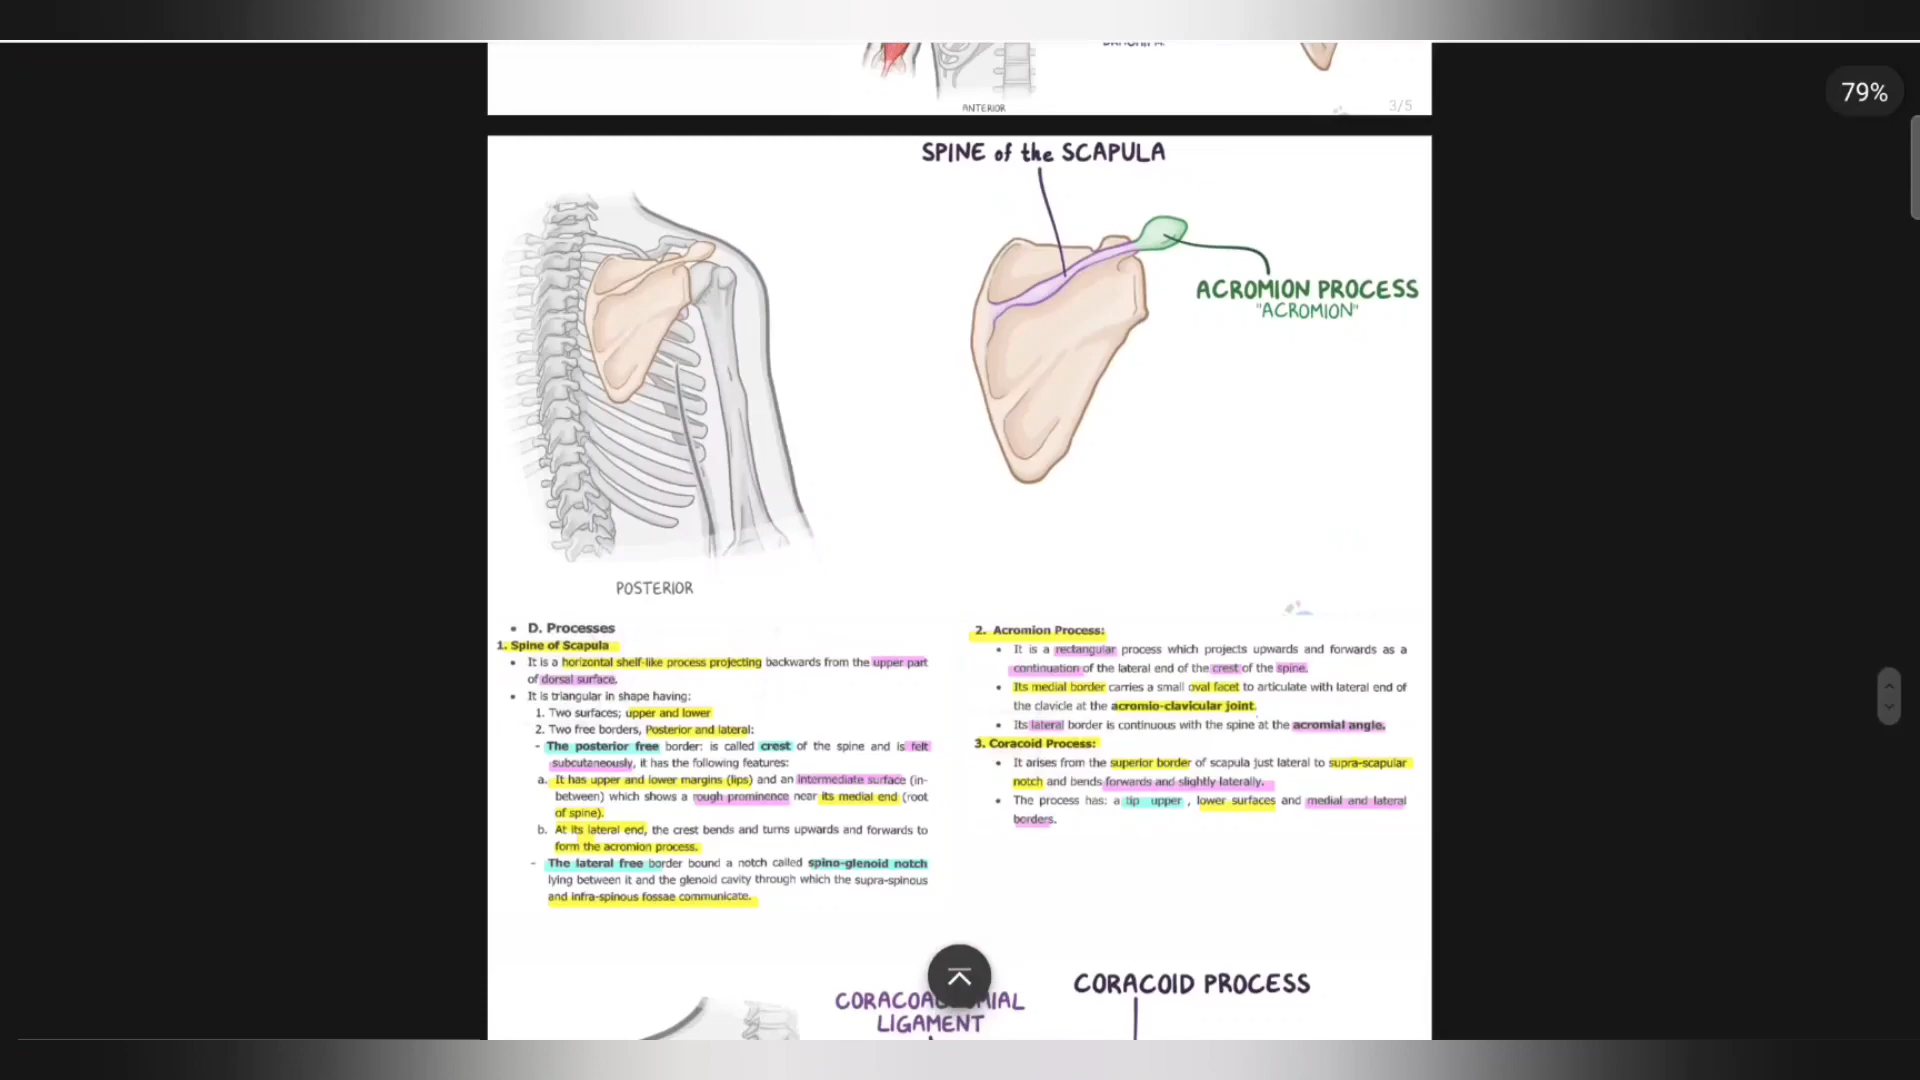 79%
ANTERIOR
3/5
SPINE of the SCAPULA
ACROMION PROCESS
"ACROMION"
POSTERIOR
• D. Processes
1. Spine of Scapula
• It is a horizontal shelf-like process projecting backwards from the upper part
of dorsal surface.
• It is triangular in shape having:
1. Two surfaces; upper and lower
2. Two free borders, Posterior and lateral:
- The posterior free border: is called crest of the spine and is felt
subcutaneously, it has the following features:
a. It has upper and lower margins (lips) and an intermediate surface (in-
between) which shows a rough prominence near its medial end (root
of spine).
b. At its lateral end, the crest bends and turns upwards and forwards to
form the acromion process.
- The lateral free border bound a notch called spino-glenoid notch
lying between it and the glenoid cavity through which the supra-spinous
and infra-spinous fossae communicate.
2. Acromion Process:
• It is a rectangular process which projects upwards and forwards as a
continuation of the lateral end of the crest of the spine.
• Its medial border carries a small oval facet to articulate with lateral end of
the clavicle at the acromio-clavicular joint.
• Its lateral border is continuous with the spine at the acromial angle.
3. Coracoid Process:
• It arises from the superior border of scapula just lateral to supra-scapular
notch and bends forwards and slightly laterally.
• The process has: a tip upper , lower surfaces and medial and lateral
borders.
LIGAMENT
CORACOID PROCESS